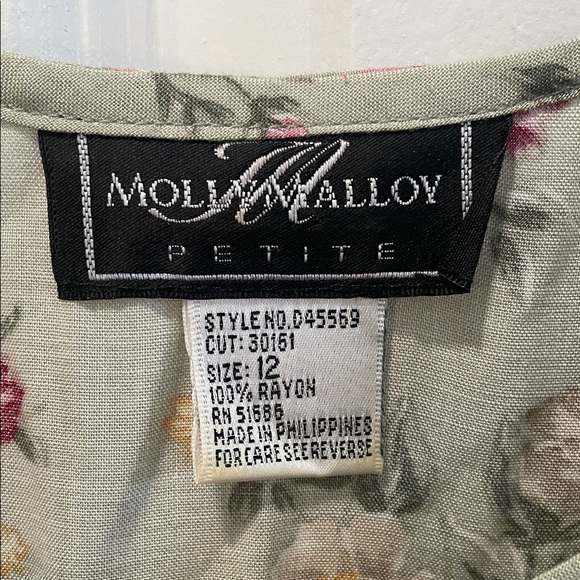 M
MOLLY MALLOY
PETITE
STYLE NO. D45569
CUT: 30161
SIZE: 12
100% RAYON
RN 51686
MADE IN PHILIPPINES
FOR CARE SEE REVERSE